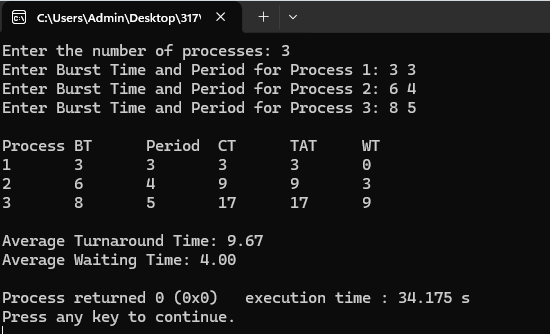 C:\Users\Admin\Desktop\317\
Enter the number of processes: 3
Enter Burst Time and Period for Process 1: 3 3
Enter Burst Time and Period for Process 2: 6 4
Enter Burst Time and Period for Process 3: 8 5
Process BT Period CT TAT WT
1 3 3 3 3 0
2 6 4 9 9 3
3 8 5 17 17 9
Average Turnaround Time: 9.67
Average Waiting Time: 4.00
Process returned 0 (0x0) execution time : 34.175 s
Press any key to continue.